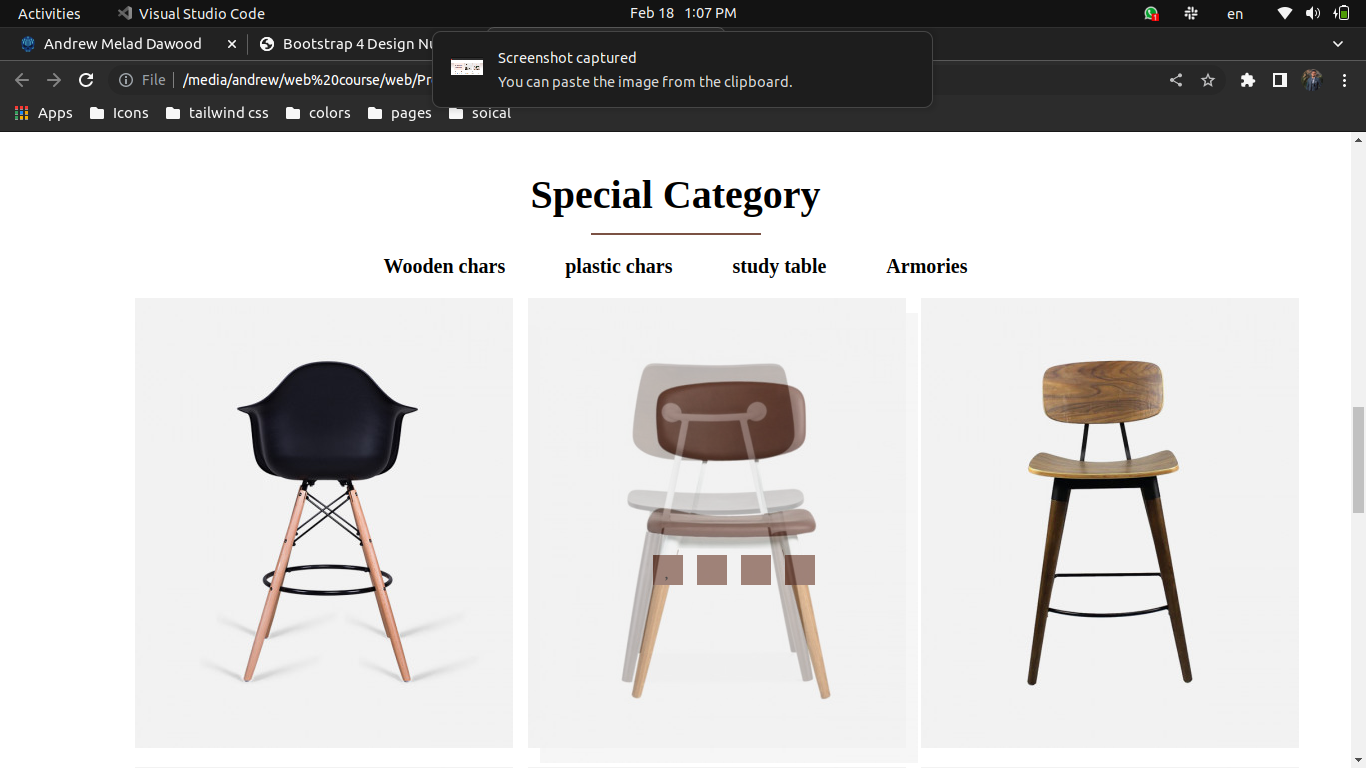 Activities Visual Studio Code Feb 18 1:07 PM 1 en
Andrew Melad Dawood Bootstrap 4 Design Nu
Screenshot captured
You can paste the image from the clipboard.
File /media/andrew/web%20course/web/Pr
Apps Icons tailwind css colors pages soical
Special Category
Wooden chars plastic chars study table Armories